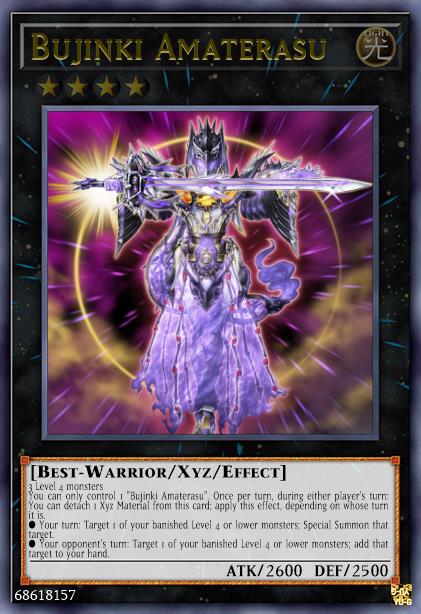 BUJINKI AMATERASU
LIGHT
光
[BEST-WARRIOR/XYZ/EFFECT]
3 Level 4 monsters
You can only control 1 "Bujinki Amaterasu". Once per turn, during either player's turn:
You can detach 1 Xyz Material from this card; apply this effect, depending on whose turn
it is.
● Your turn: Target 1 of your banished Level 4 or lower monsters; Special Summon that
target.
● Your opponent's turn: Target 1 of your banished Level 4 or lower monsters; add that
target to your hand.
ATK/2600 DEF/2500
68618157